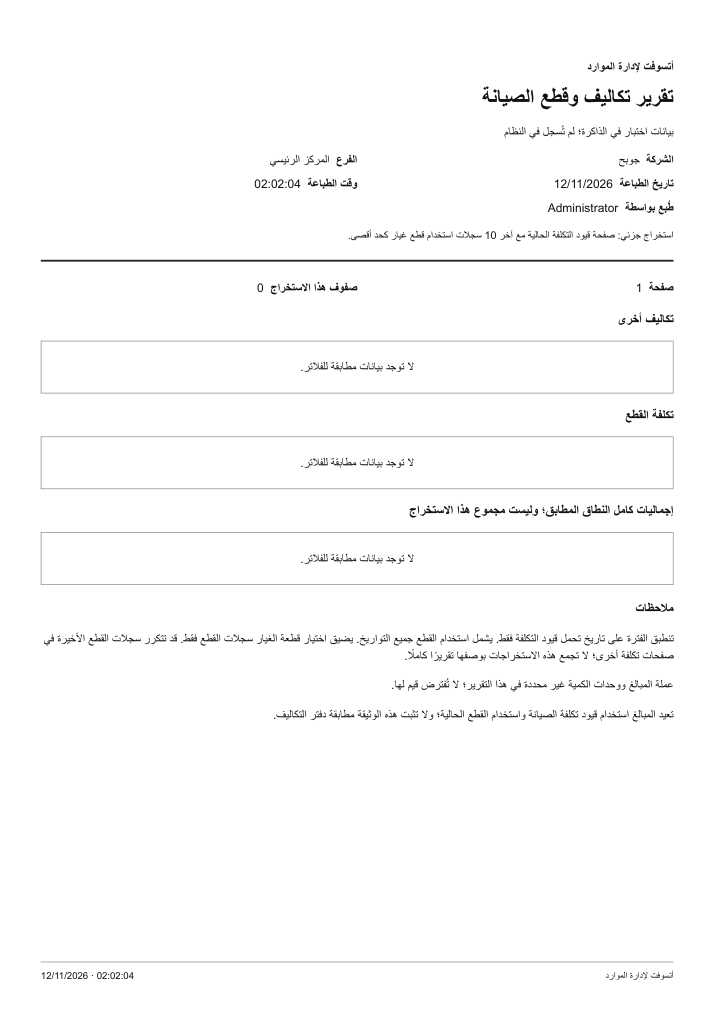 أتسوفت لإدارة الموارد
تقرير تكاليف وقطع الصيانة
بيانات اختبار في الذاكرة؛ لم تُسجل في النظام
الشركة جوبح الفرع المركز الرئيسي
تاريخ الطباعة 12/11/2026 وقت الطباعة 02:02:04
طُبع بواسطة Administrator
استخراج جزئي: صفحة قيود التكلفة الحالية مع آخر 10 سجلات استخدام قطع غيار كحد أقصى.
صفحة 1 صفوف هذا الاستخراج 0
تكاليف أخرى
لا توجد بيانات مطابقة للفلاتر.
تكلفة القطع
لا توجد بيانات مطابقة للفلاتر.
إجماليات كامل النطاق المطابق؛ وليست مجموع هذا الاستخراج
لا توجد بيانات مطابقة للفلاتر.
ملاحظات
تنطبق الفترة على تاريخ تحمل قيود التكلفة فقط. يشمل استخدام القطع جميع التواريخ. يضيق اختيار قطعة الغيار سجلات القطع فقط. قد تتكرر سجلات القطع الأخيرة في
صفحات تكلفة أخرى؛ لا تجمع هذه الاستخراجات بوصفها تقريرًا كاملًا.
عملة المبالغ ووحدات الكمية غير محددة في هذا التقرير؛ لا تُفترض قيم لها.
تعيد المبالغ استخدام قيود تكلفة الصيانة واستخدام القطع الحالية؛ ولا تثبت هذه الوثيقة مطابقة دفتر التكاليف.
أتسوفت لإدارة الموارد 12/11/2026 · 02:02:04